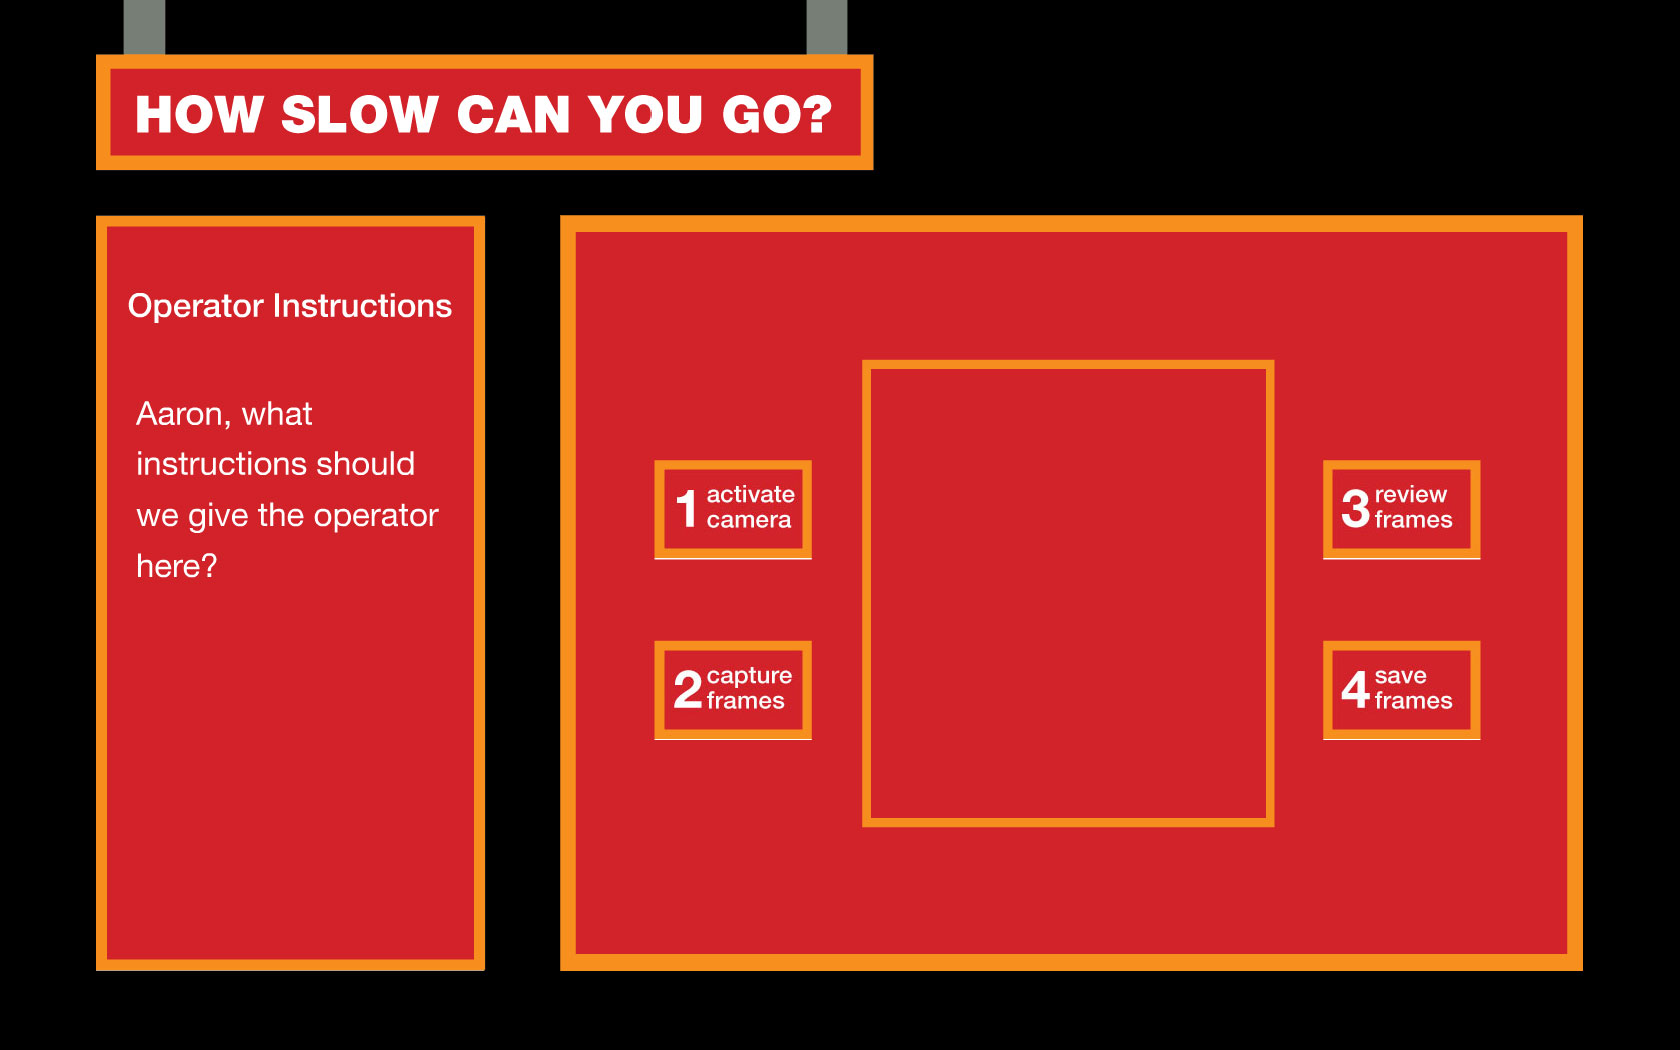 HOW SLOW CAN YOU GO?
Operator Instructions
Aaron, what
instructions should
we give the operator
here?
1 activate
camera
2 capture
frames
3 review
frames
4 save
frames